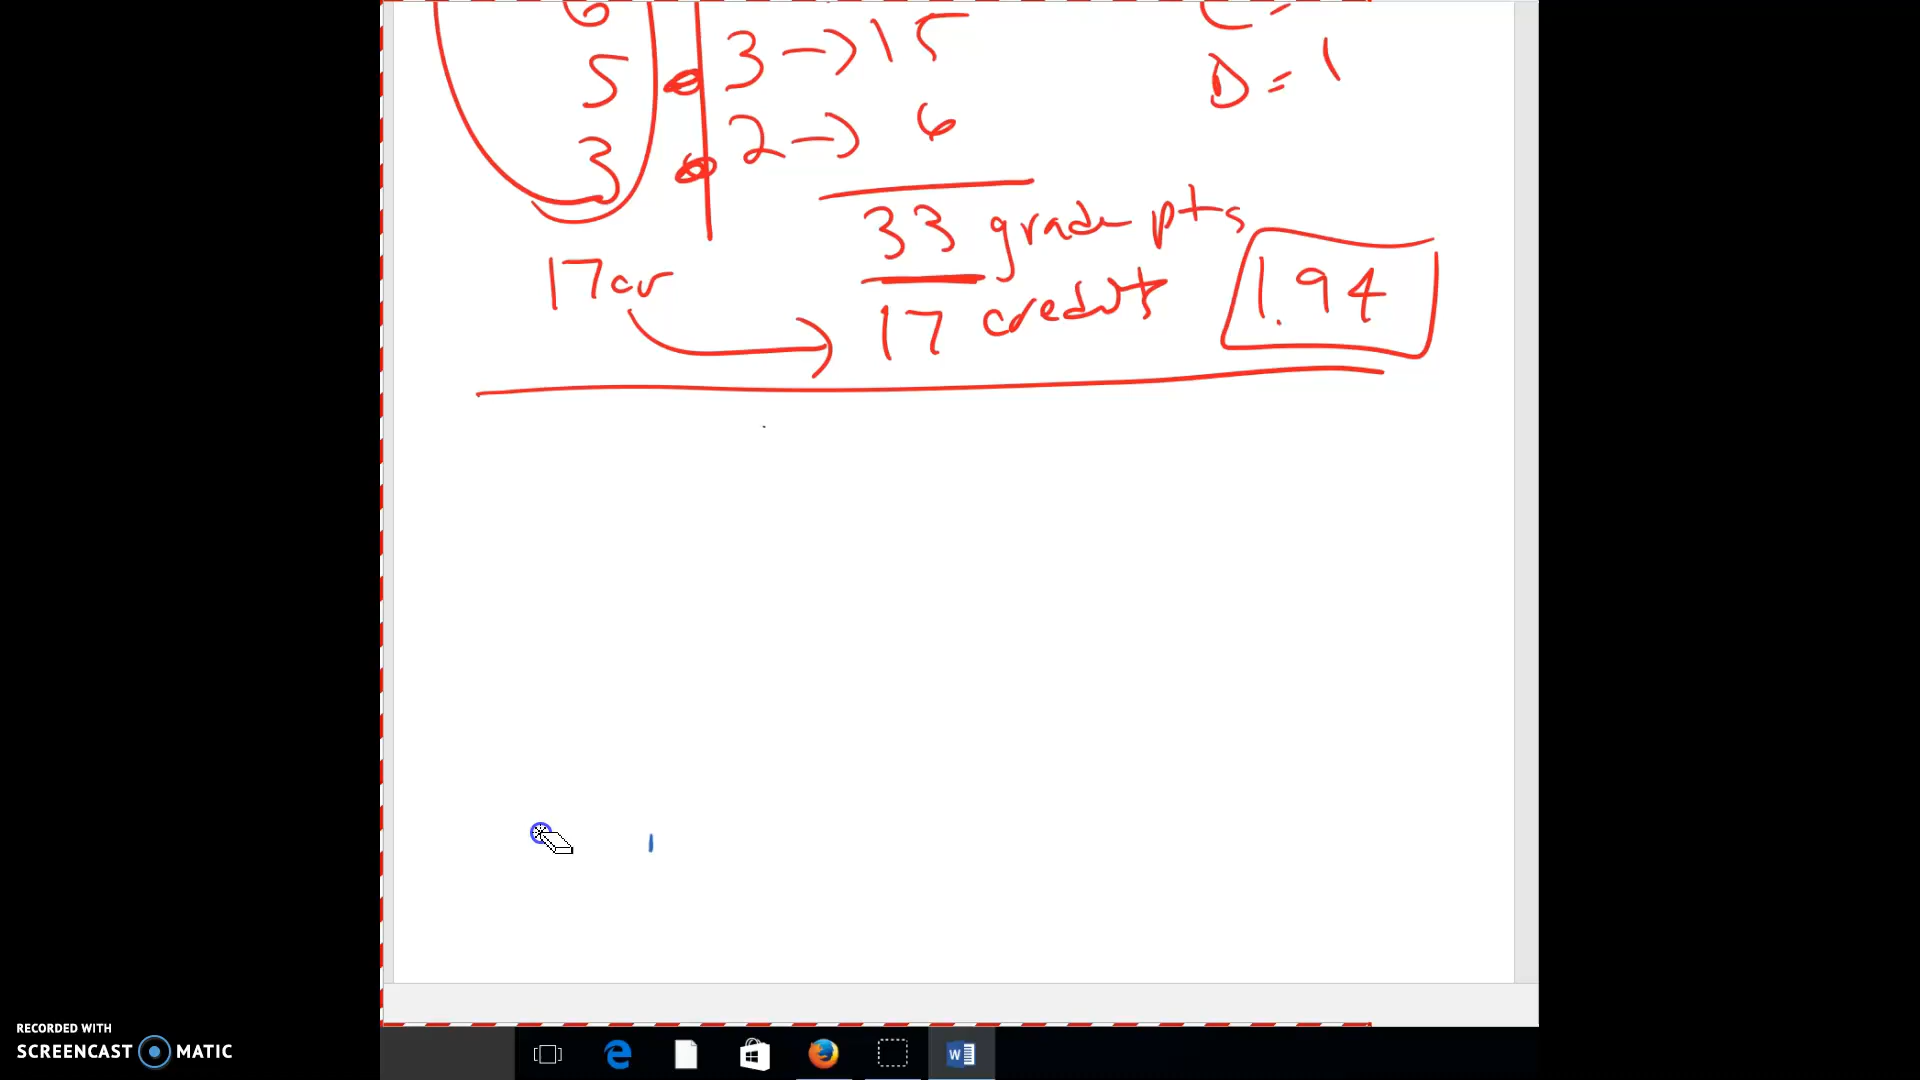 6
5 • 3 → 15
3 • 2 → 6
C =
D = 1
33 grade pts
17 cr → 17 credits
1.94
RECORDED WITH
SCREENCAST MATIC